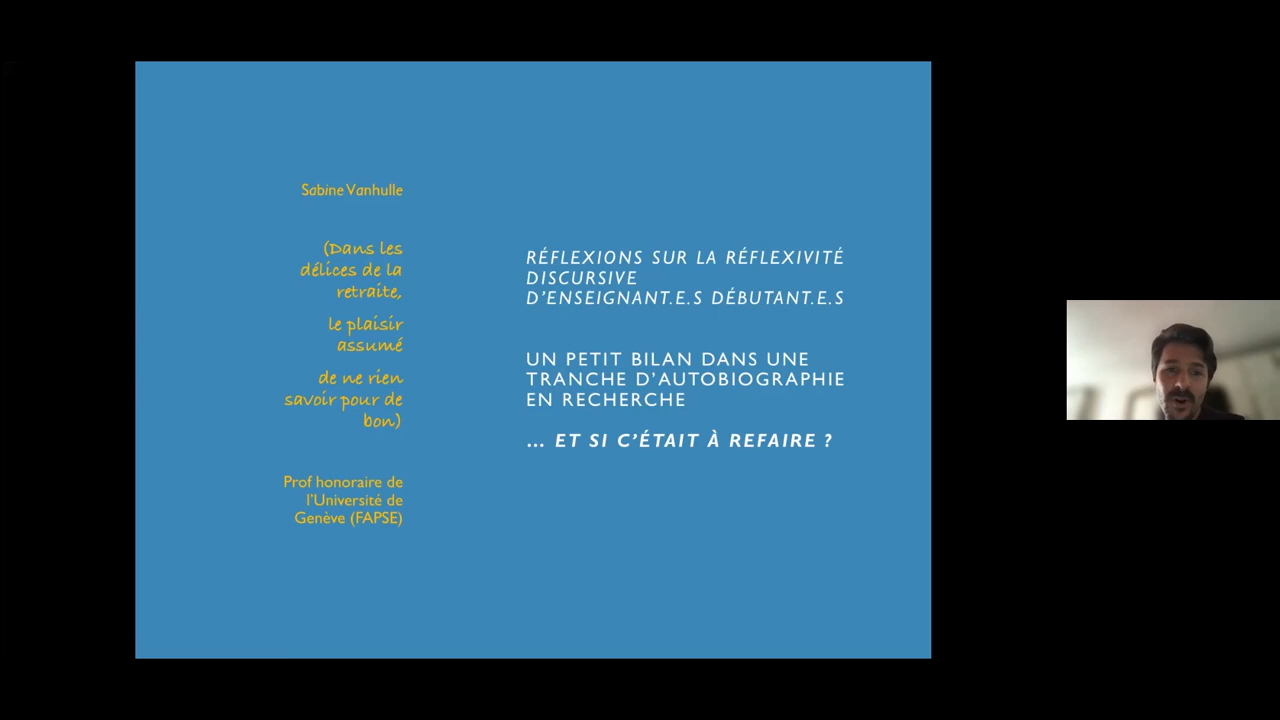 Sabine Vanhulle
(Dans les
délices de la
retraite,
le plaisir
assumé
de ne rien
savoir pour de
bon)
Prof honoraire de
l'Université de
Genève (FAPSE)
RÉFLEXIONS SUR LA RÉFLEXIVITÉ
DISCURSIVE
D'ENSEIGNANT.E.S DÉBUTANT.E.S
UN PETIT BILAN DANS UNE
TRANCHE D'AUTOBIOGRAPHIE
EN RECHERCHE
... ET SI C'ÉTAIT À REFAIRE ?